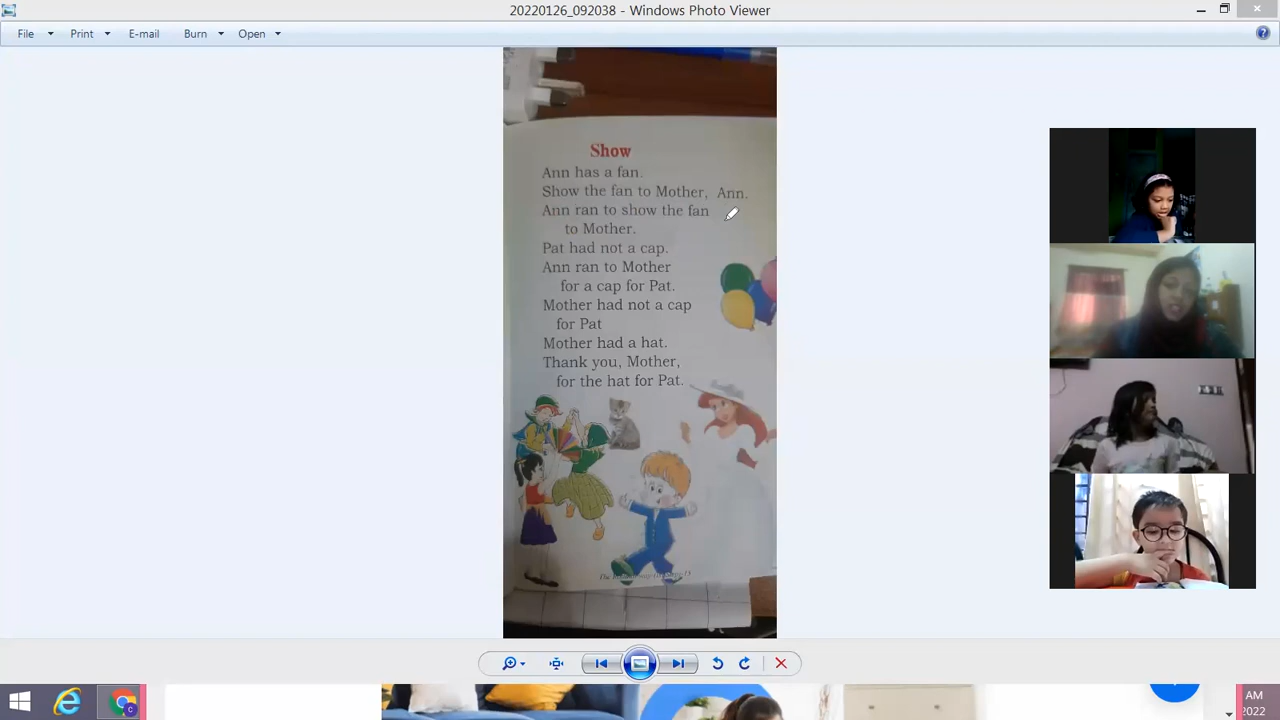 20220126_092038 - Windows Photo Viewer
File Print E-mail Burn Open
Show
Ann has a fan.
Show the fan to Mother, Ann.
Ann ran to show the fan
to Mother.
Pat had not a cap.
Ann ran to Mother
for a cap for Pat.
Mother had not a cap
for Pat
Mother had a hat.
Thank you, Mother,
for the hat for Pat.
AM
2022